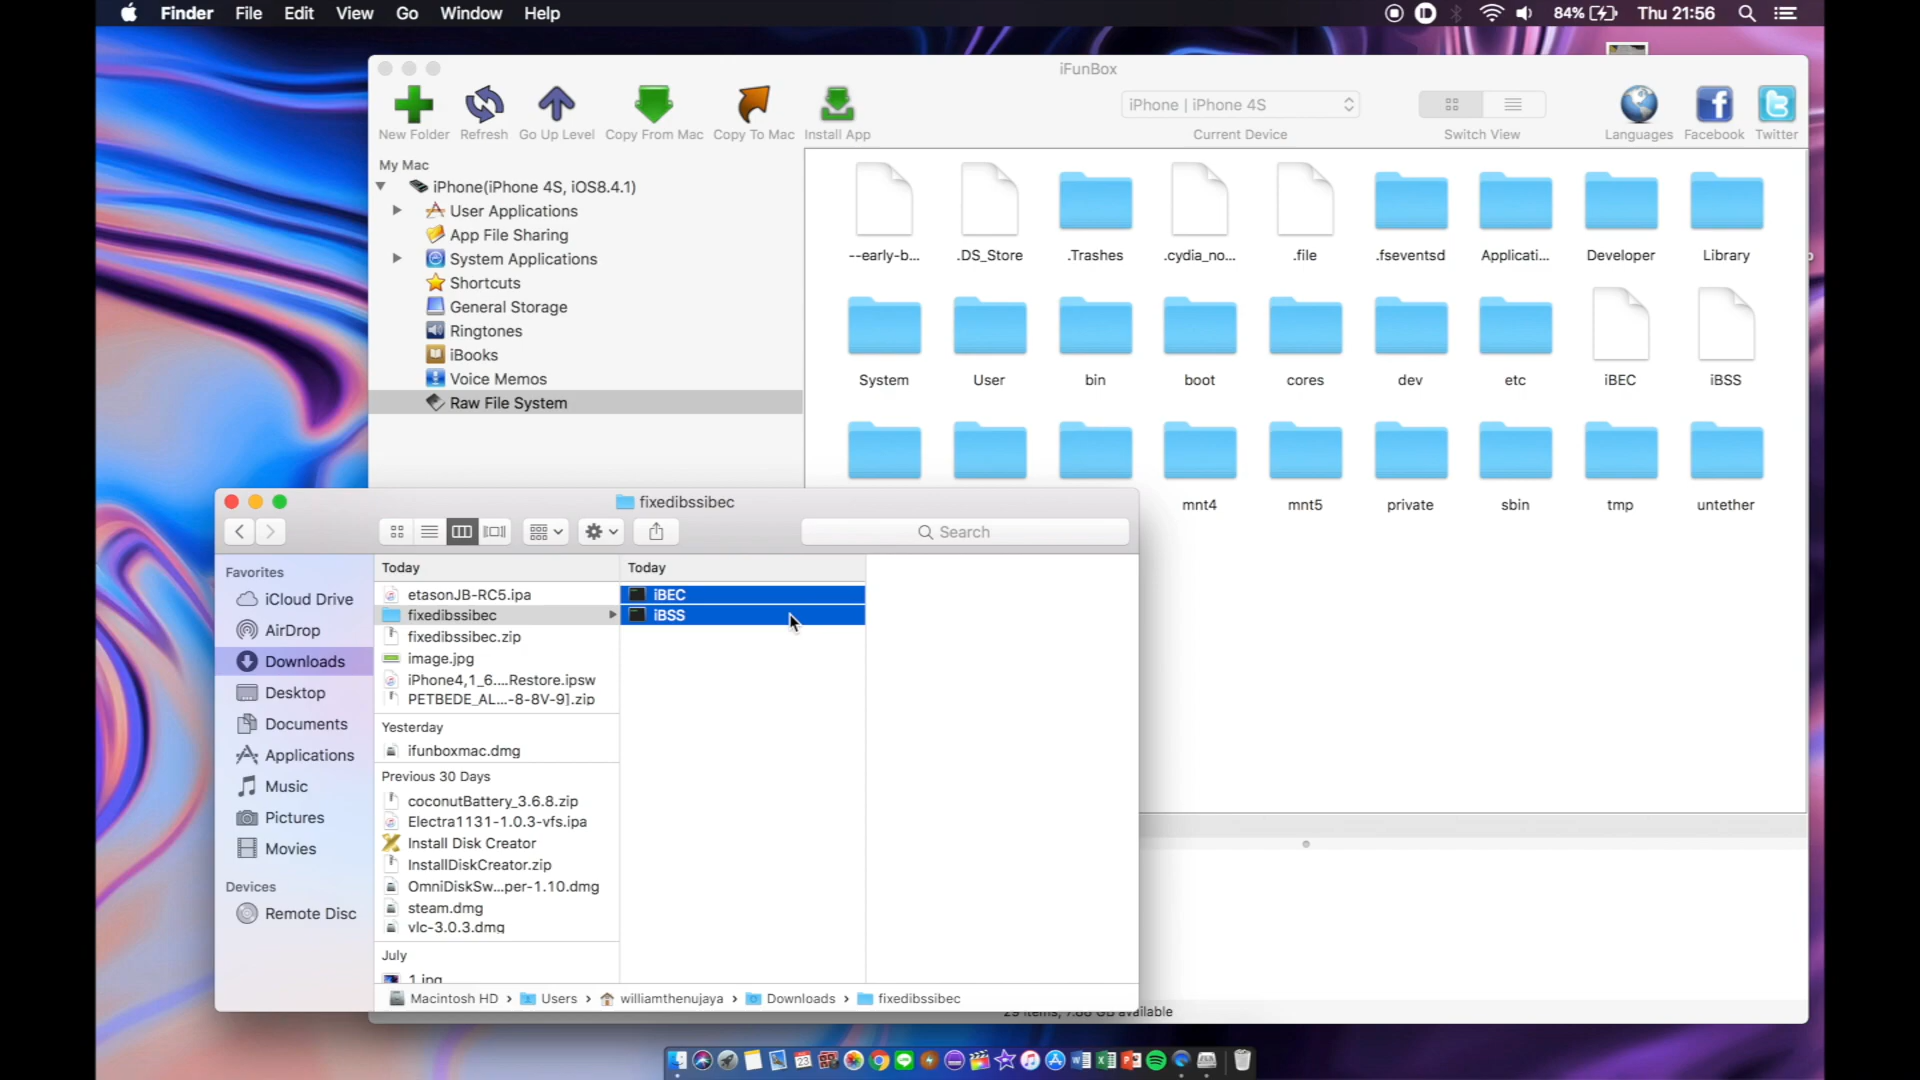 Finder File Edit View Go Window Help 84% Thu 21:56
iFunBox
New Folder Refresh Go Up Level Copy From Mac Copy To Mac Install App
iPhone | iPhone 4S
Current Device Switch View Languages Facebook Twitter
My Mac
iPhone(iPhone 4S, iOS8.4.1)
User Applications
App File Sharing
System Applications
Shortcuts
General Storage
Ringtones
iBooks
Voice Memos
Raw File System
--early-b... .DS_Store .Trashes .cydia_no... .file .fseventsd Applicati... Developer Library
System User bin boot cores dev etc iBEC iBSS
mnt4 mnt5 private sbin tmp untether
fixedibssibec
Search
Favorites
iCloud Drive
AirDrop
Downloads
Desktop
Documents
Applications
Music
Pictures
Movies
Devices
Remote Disc
Today
etasonJB-RC5.ipa
fixedibssibec
fixedibssibec.zip
image.jpg
iPhone4,1_6....Restore.ipsw
PETBEDE_AL...-8-8V-9].zip
Yesterday
ifunboxmac.dmg
Previous 30 Days
coconutBattery_3.6.8.zip
Electra1131-1.0.3-vfs.ipa
Install Disk Creator
InstallDiskCreator.zip
OmniDiskSw...per-1.10.dmg
steam.dmg
vlc-3.0.3.dmg
July
1.jpg
Today
iBEC
iBSS
Macintosh HD › Users › williamthenujaya › Downloads › fixedibssibec
available